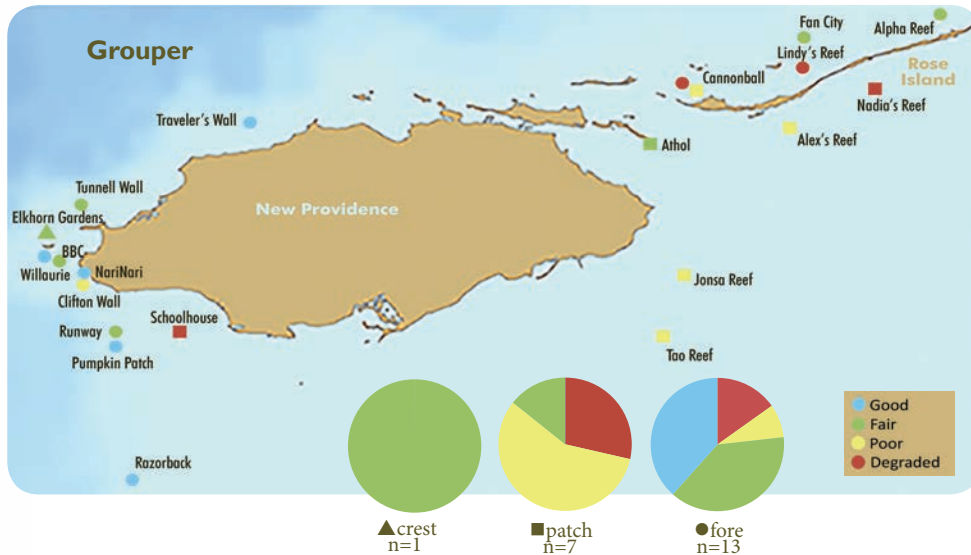 Grouper
Fan City
Alpha Reef
Lindy's Reef
Rose
Island
Cannonball
Nadia's Reef
Traveler's Wall
Alex's Reef
Athol
Tunnell Wall
New Providence
Elkhorn Gardens
BBC
Willaurie
NariNari
Jonsa Reef
Clifton Wall
Schoolhouse
Runway
Pumpkin Patch
Tao Reef
Razorback
Good
Fair
Poor
Degraded
crest
n=1
patch
n=7
fore
n=13